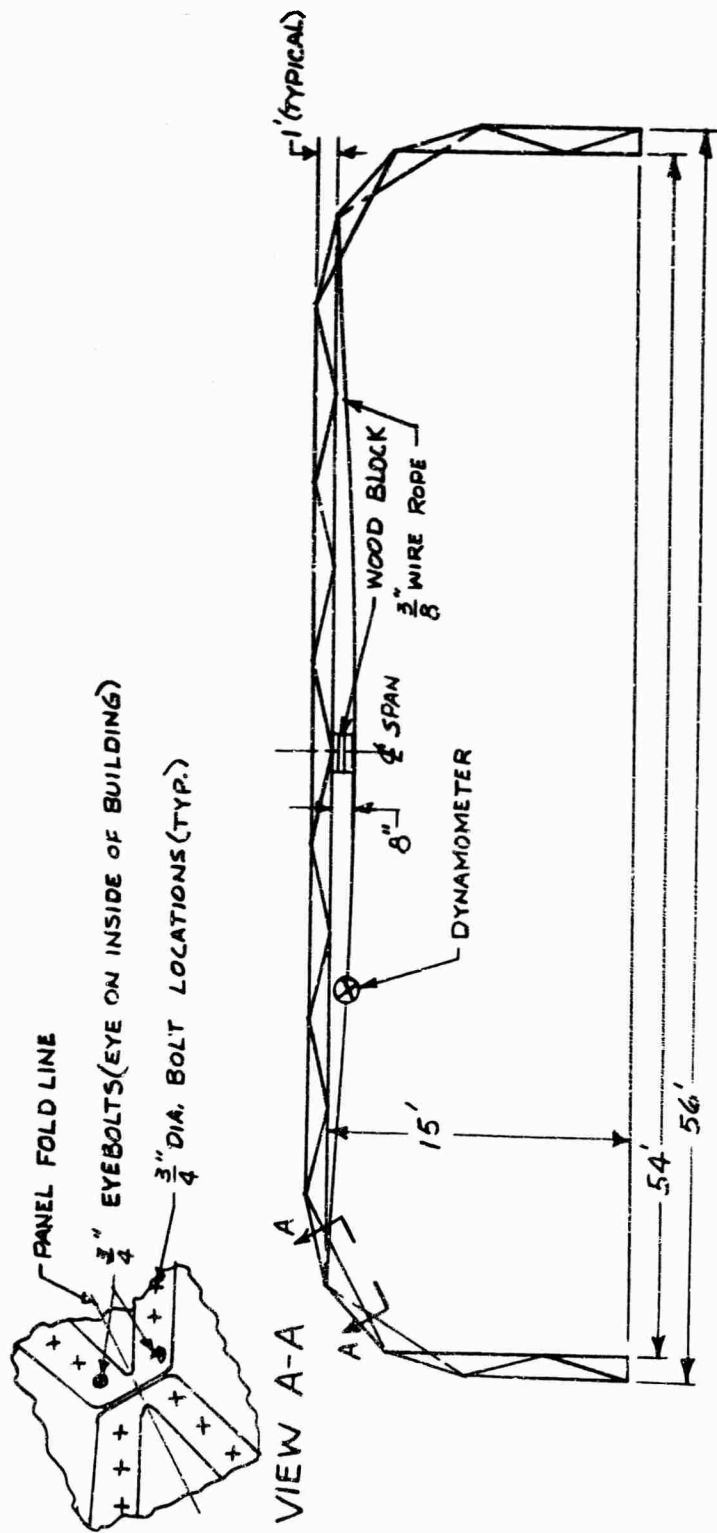 PANEL FOLD LINE
3/4" EYEBOLTS (EYE ON INSIDE OF BUILDING)
3/4" DIA. BOLT LOCATIONS (TYP.)
VIEW A-A
1' (TYPICAL)
A
A
8"
℄ SPAN
WOOD BLOCK
3/8" WIRE ROPE
DYNAMOMETER
15'
54'
56'